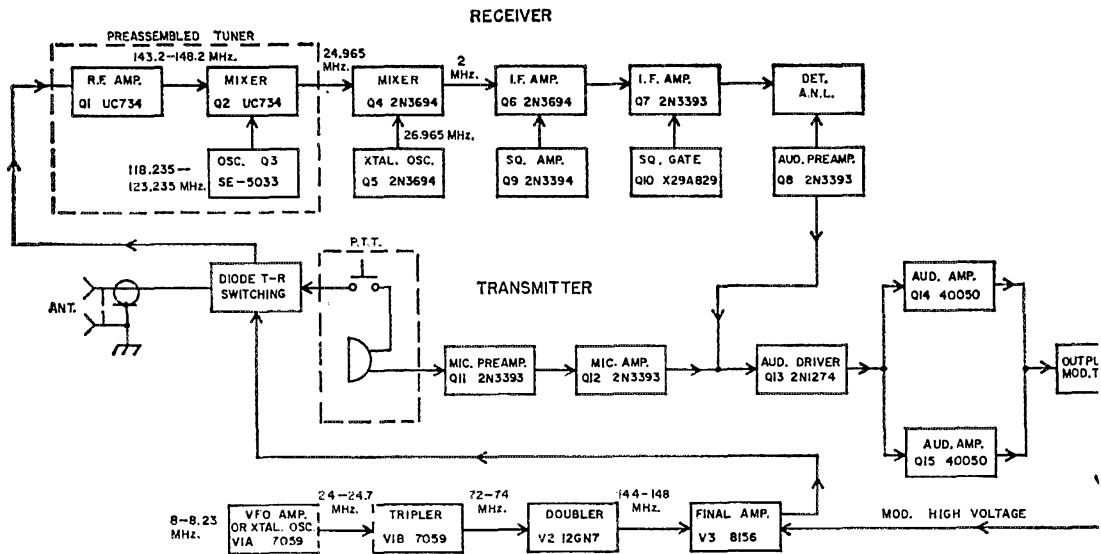 RECEIVER
PREASSEMBLED TUNER
143.2-148.2 MHz.
24.965
MHz.
2
MHz.
R.F. AMP.
Q1 UC734
MIXER
Q2 UC734
MIXER
Q4 2N3694
I.F. AMP.
Q6 2N3694
I.F. AMP.
Q7 2N3393
DET.
A.N.L.
26.965 MHz.
118.235—
123.235 MHz.
OSC. Q3
SE-5033
XTAL. OSC.
Q5 2N3694
SQ. AMP.
Q9 2N3394
SQ. GATE
Q10 X29A829
AUD. PREAMP.
Q8 2N3393
P.T.T.
ANT.
DIODE T-R
SWITCHING
TRANSMITTER
AUD. AMP.
Q14 40050
MIC. PREAMP.
Q11 2N3393
MIC. AMP.
Q12 2N3393
AUD. DRIVER
Q13 2N1274
OUTPU
MOD. T
AUD. AMP.
Q15 40050
8-8.23
MHz.
VFO AMP.
OR XTAL. OSC.
V1A 7059
24-24.7
MHz.
TRIPLER
V1B 7059
72-74
MHz.
DOUBLER
V2 12GN7
144-148
MHz.
FINAL AMP.
V3 8156
MOD. HIGH VOLTAGE